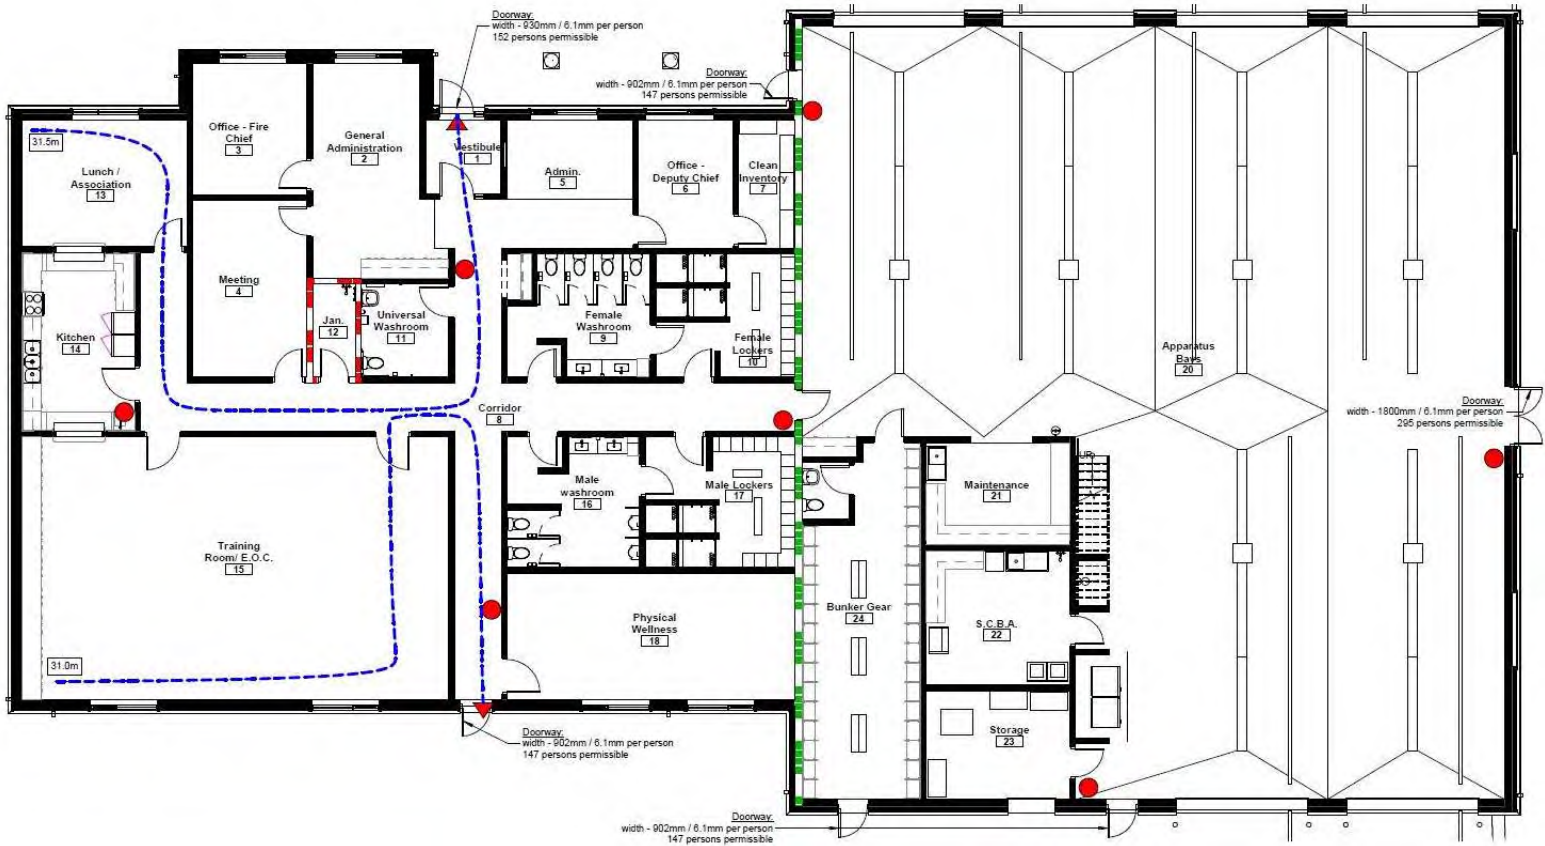 Doorway:
width - 930mm / 6.1mm per person
152 persons permissible
Doorway:
width - 902mm / 6.1mm per person
147 persons permissible
31.5m
Lunch /
Association
13
Office - Fire
Chief
3
General
Administration
2
Vestibule
1
Admin.
5
Office -
Deputy Chief
6
Clean
Inventory
7
Meeting
4
Jan.
12
Universal
Washroom
11
Female
Washroom
9
Female
Lockers
10
Kitchen
14
Apparatus
Bays
20
Corridor
8
Doorway:
width - 1800mm / 6.1mm per person
295 persons permissible
Male
washroom
16
Male Lockers
17
Maintenance
21
UP
Training
Room/ E.O.C.
15
Physical
Wellness
18
Bunker Gear
24
S.C.B.A.
22
31.0m
Storage
23
Doorway:
width - 902mm / 6.1mm per person
147 persons permissible
Doorway:
width - 902mm / 6.1mm per person
147 persons permissible